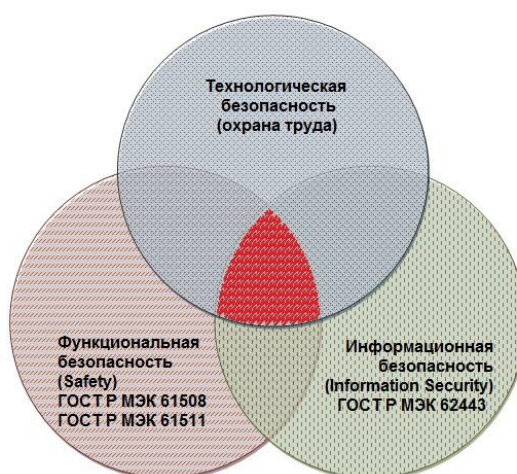 Технологическая
безопасность
(охрана труда)
Функциональная
безопасность
(Safety)
ГОСТ Р МЭК 61508
ГОСТ Р МЭК 61511
Информационная
безопасность
(Information Security)
ГОСТ Р МЭК 62443